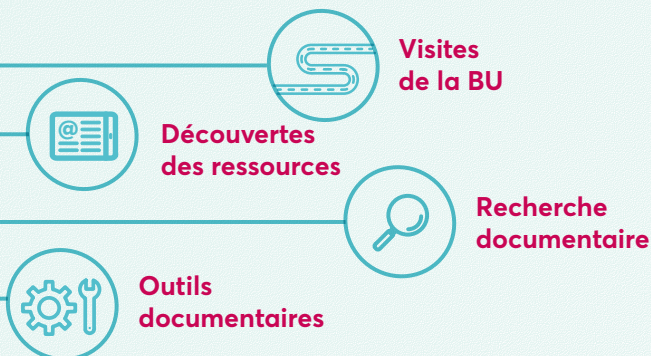 Visites
de la BU
@
Découvertes
des ressources
Recherche
documentaire
Outils
documentaires